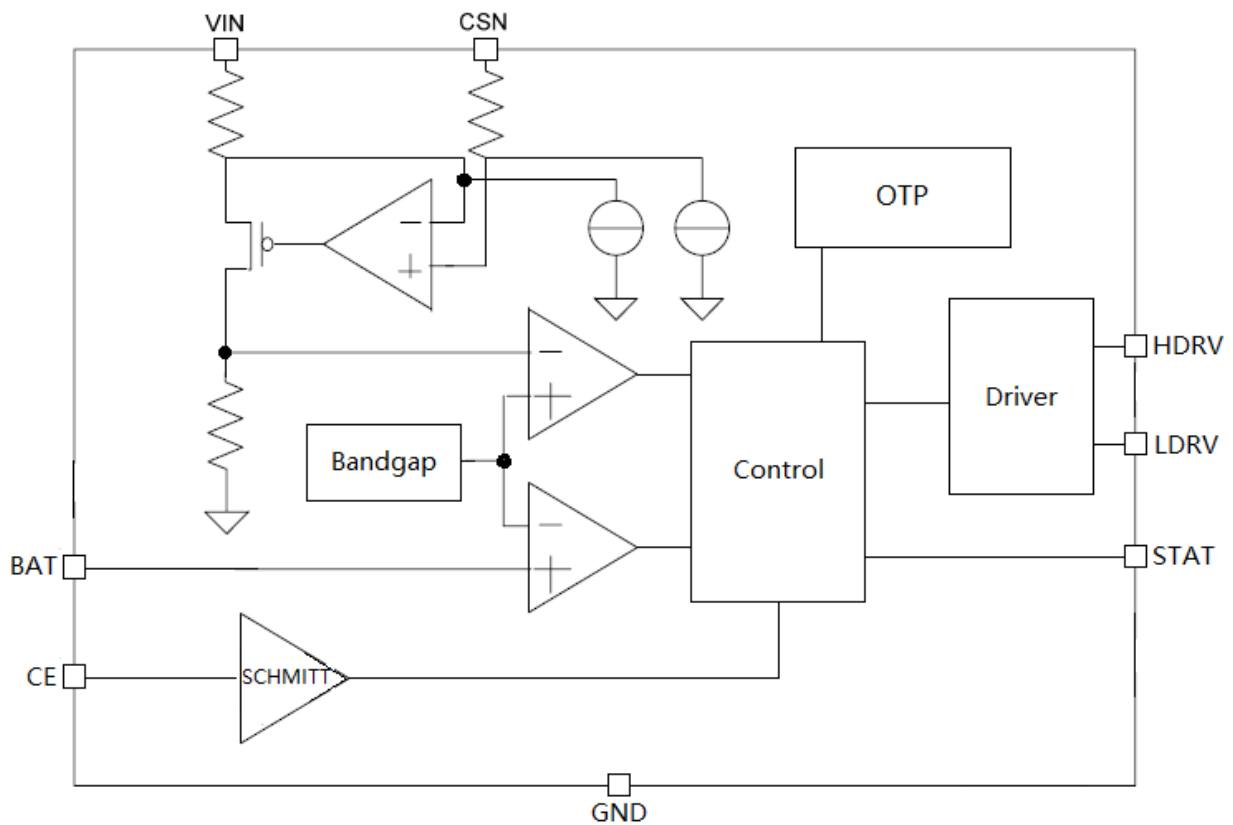 VIN
CSN
OTP
HDRV
Driver
LDRV
Bandgap
Control
BAT
STAT
CE
SCHMITT
GND